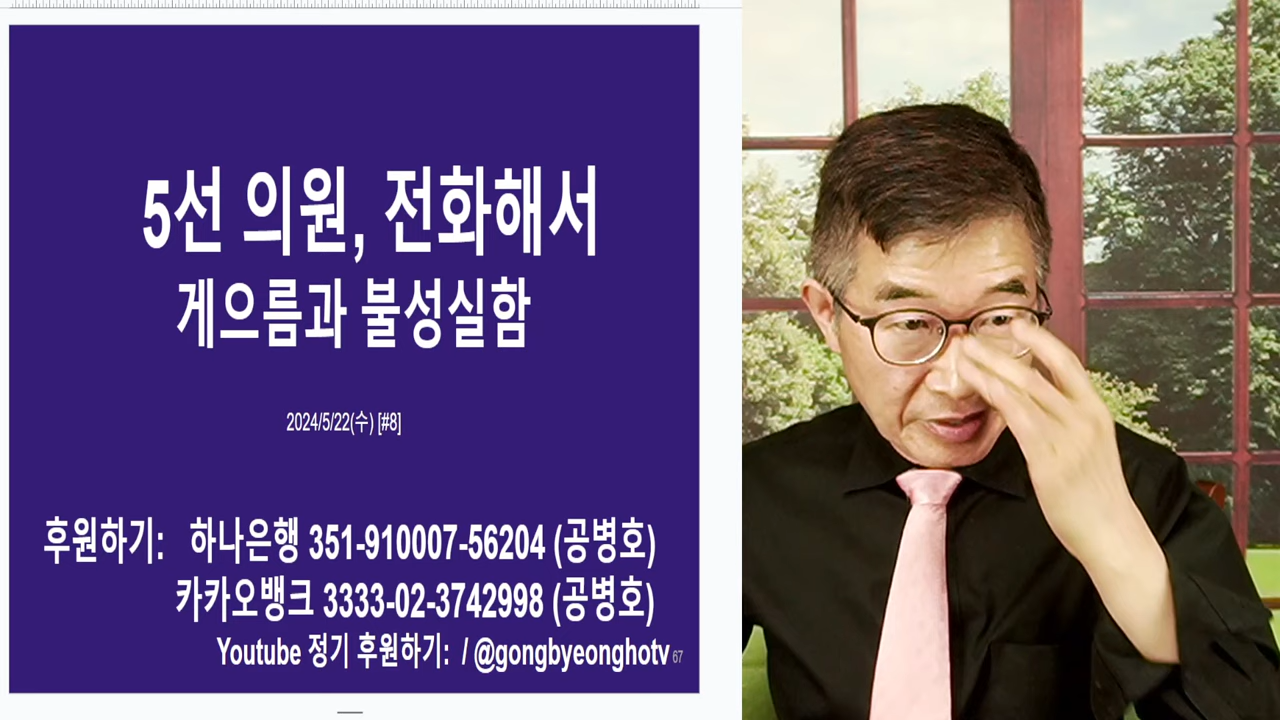 5선 의원, 전화해서
게으름과 불성실함
2024/5/22(수) [#8]
후원하기: 하나은행 351-910007-56204 (공병호)
카카오뱅크 3333-02-3742998 (공병호)
Youtube 정기 후원하기: / @gongbyeonghotv 67